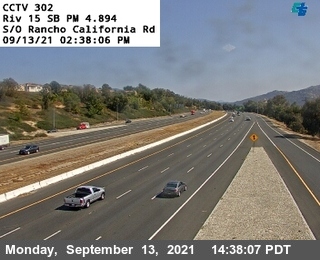 CCTV 302
Riv 15 SB PM 4.894
S/O Rancho California Rd
09/13/21 02:38:06 PM
Monday, September 13, 2021 14:38:07 PDT